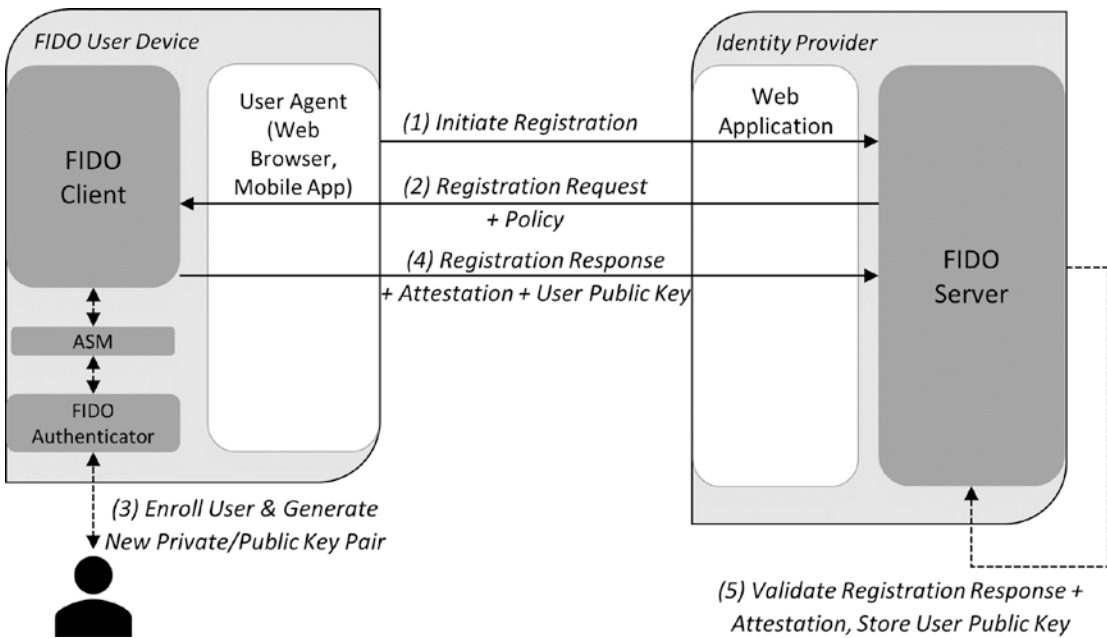 FIDO User Device
FIDO
Client
ASM
FIDO
Authenticator
User Agent
(Web
Browser,
Mobile App)
(1) Initiate Registration
(2) Registration Request
+ Policy
(4) Registration Response
+ Attestation + User Public Key
Identity Provider
Web
Application
FIDO
Server
(3) Enroll User & Generate
New Private/Public Key Pair
(5) Validate Registration Response +
Attestation, Store User Public Key